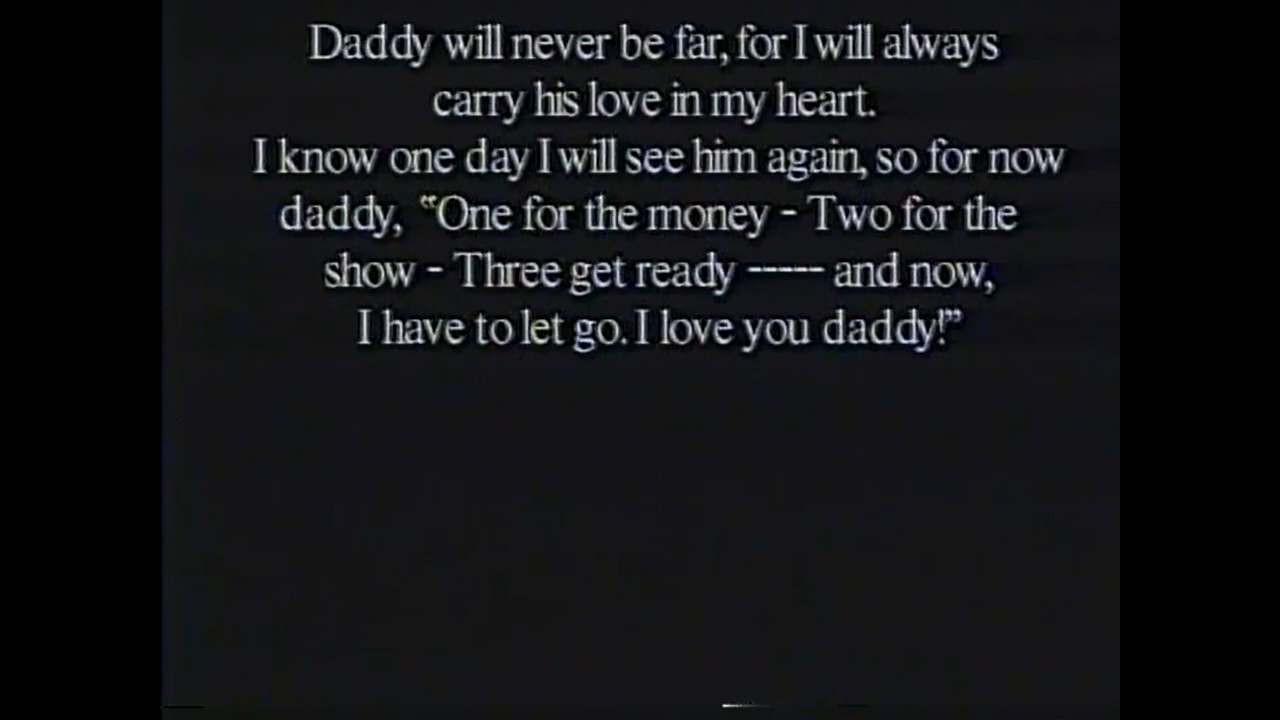 Daddy will never be far, for I will always
carry his love in my heart.
I know one day I will see him again, so for now
daddy, "One for the money - Two for the
show - Three get ready ----- and now,
I have to let go. I love you daddy!"